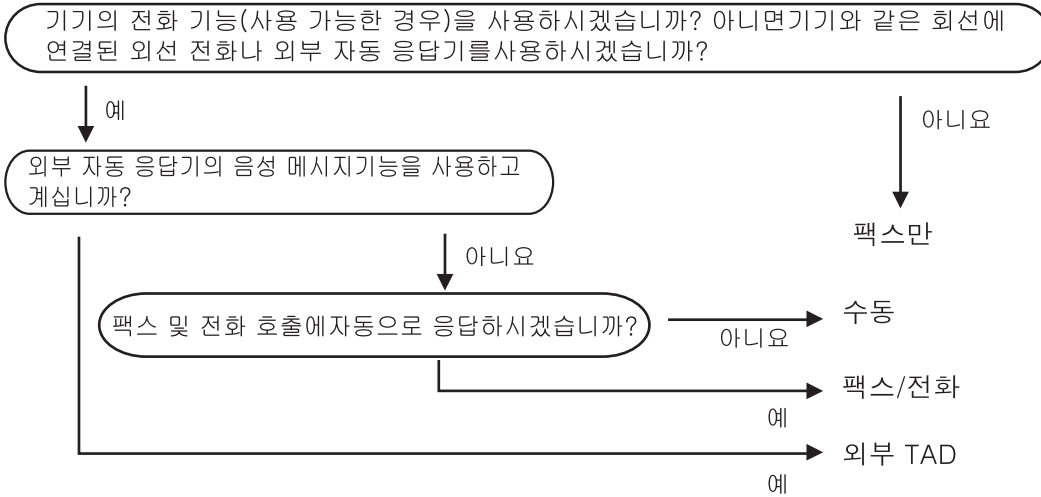 기기의 전화 기능(사용 가능한 경우)을 사용하시겠습니까? 아니면기기와 같은 회선에
연결된 외선 전화나 외부 자동 응답기를사용하시겠습니까?
예
아니요
외부 자동 응답기의 음성 메시지기능을 사용하고
계십니까?
팩스만
아니요
팩스 및 전화 호출에자동으로 응답하시겠습니까?
수동
아니요
팩스/전화
예
외부 TAD
예